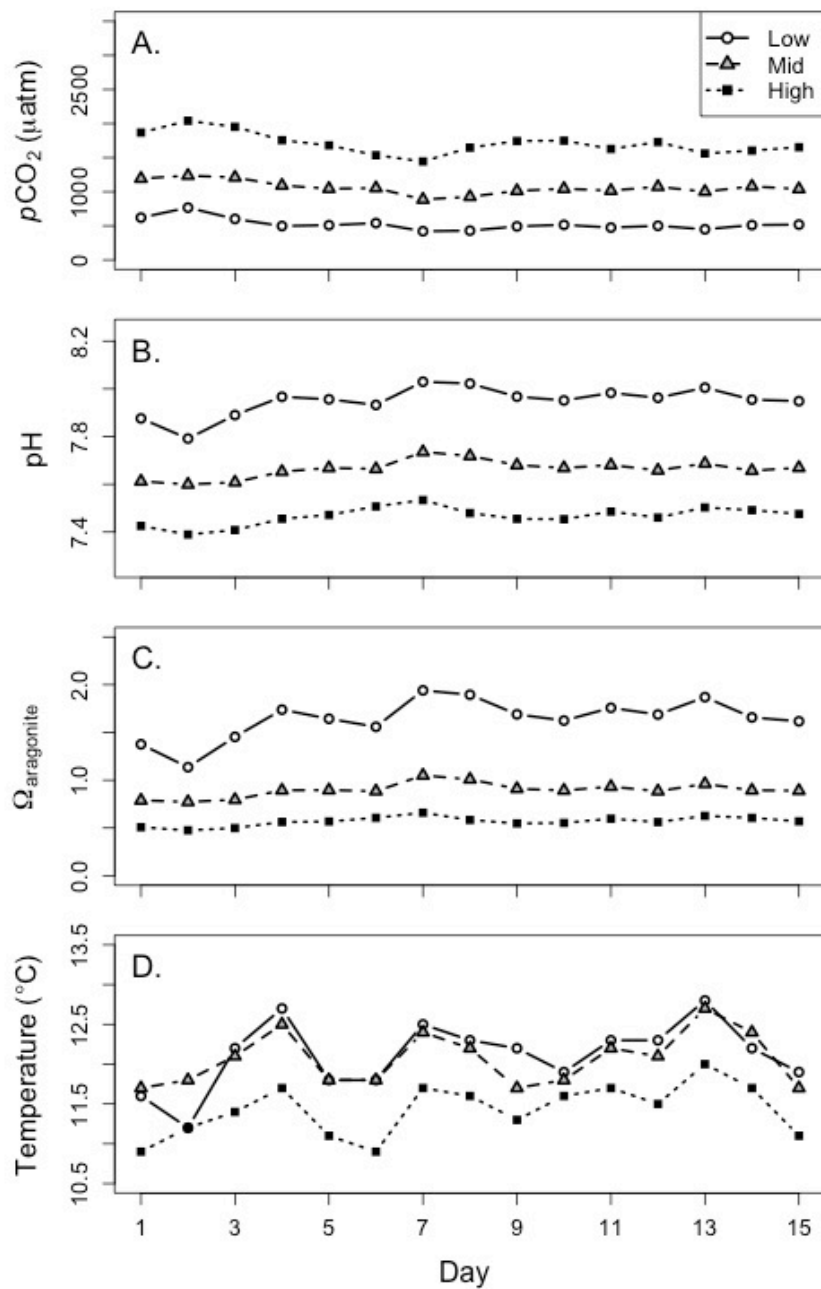 A.
Low
Mid
High
pCO2 (µatm)
2500
1000
0
B.
pH
8.2
7.8
7.4
C.
Ωaragonite
2.0
1.0
0.0
D.
Temperature (°C)
13.5
12.5
11.5
10.5
1 3 5 7 9 11 13 15
Day